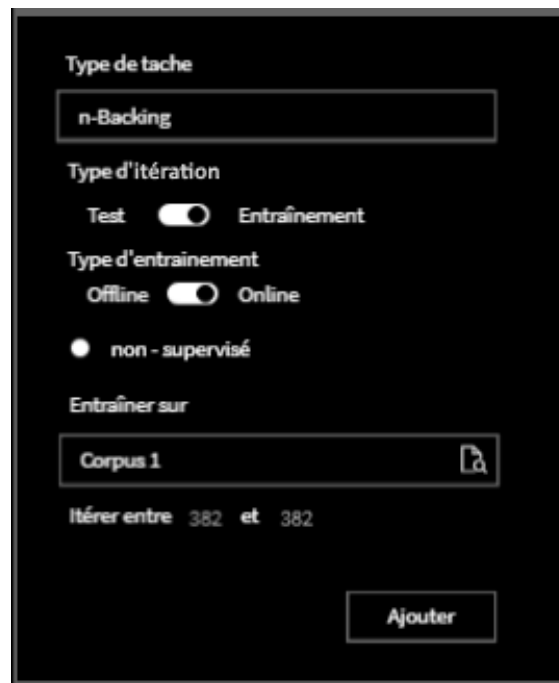 Type de tache
n-Backing
Type d'itération
Test Entraînement
Type d'entrainement
Offline Online
non - supervisé
Entraîner sur
Corpus 1
Itérer entre 382 et 382
Ajouter